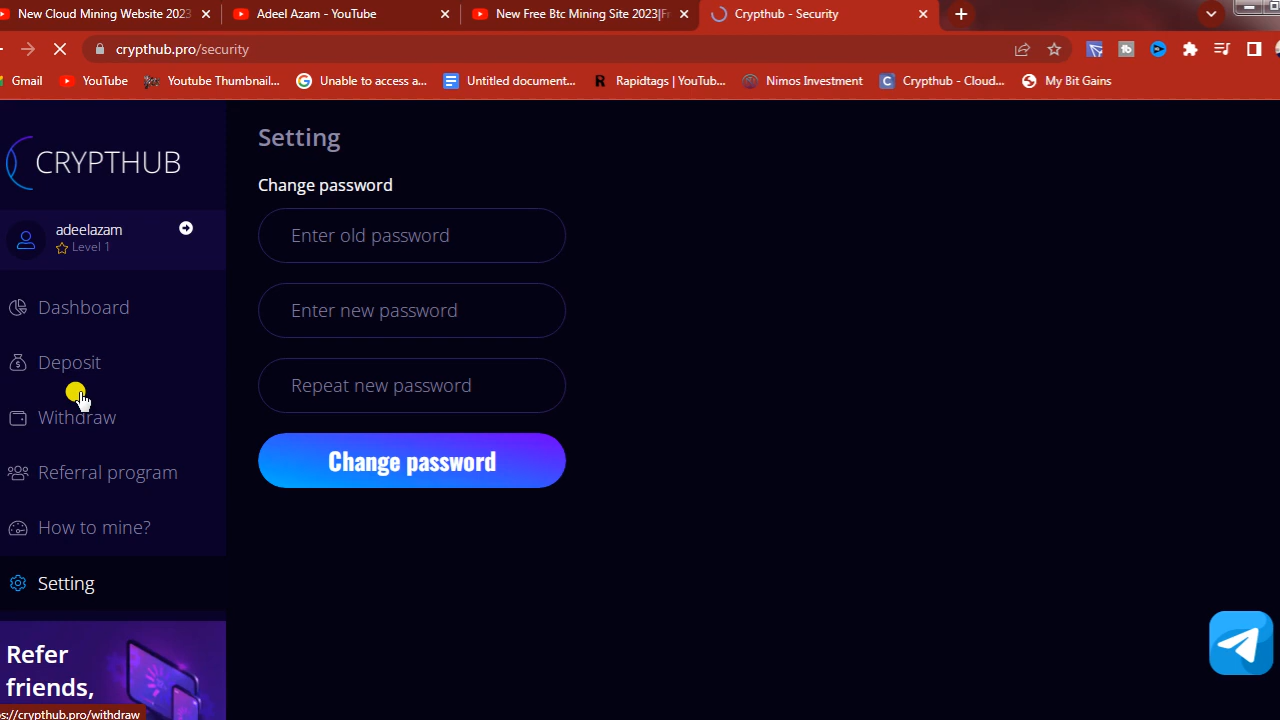 New Cloud Mining Website 2023
Adeel Azam - YouTube
New Free Btc Mining Site 2023|Fr
Crypthub - Security
crypthub.pro/security
Gmail
YouTube
Youtube Thumbnail...
Unable to access a...
Untitled document...
Rapidtags | YouTub...
Nimos Investment
Crypthub - Cloud...
My Bit Gains
CRYPTHUB
adeelazam
Level 1
Dashboard
Deposit
Withdraw
Referral program
How to mine?
Setting
Refer
friends,
s://crypthub.pro/withdraw
Setting
Change password
Enter old password
Enter new password
Repeat new password
Change password